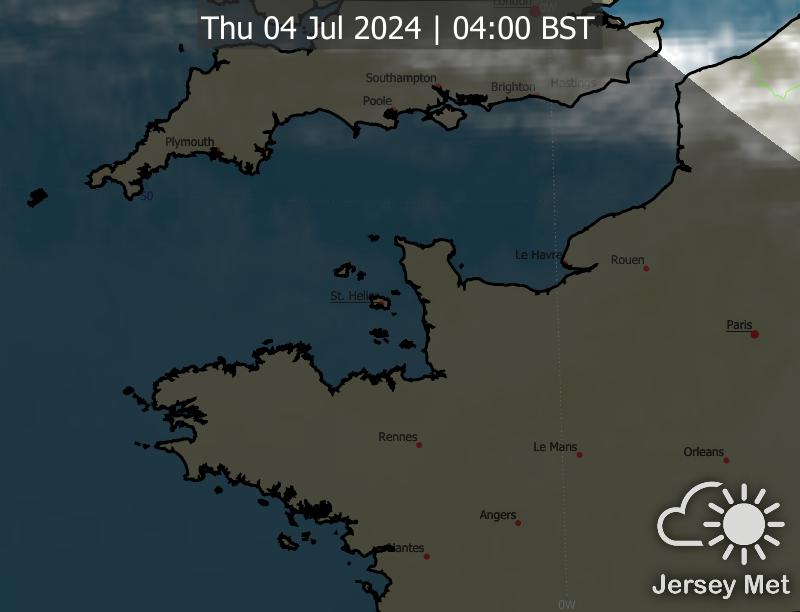 London
0W
Thu 04 Jul 2024 | 04:00 BST
Southampton
Brighton
Hastings
Poole
Plymouth
50
Le Havre
Rouen
St. Helier
Paris
Rennes
Le Mans
Orleans
Angers
Nantes
Jersey Met
0W